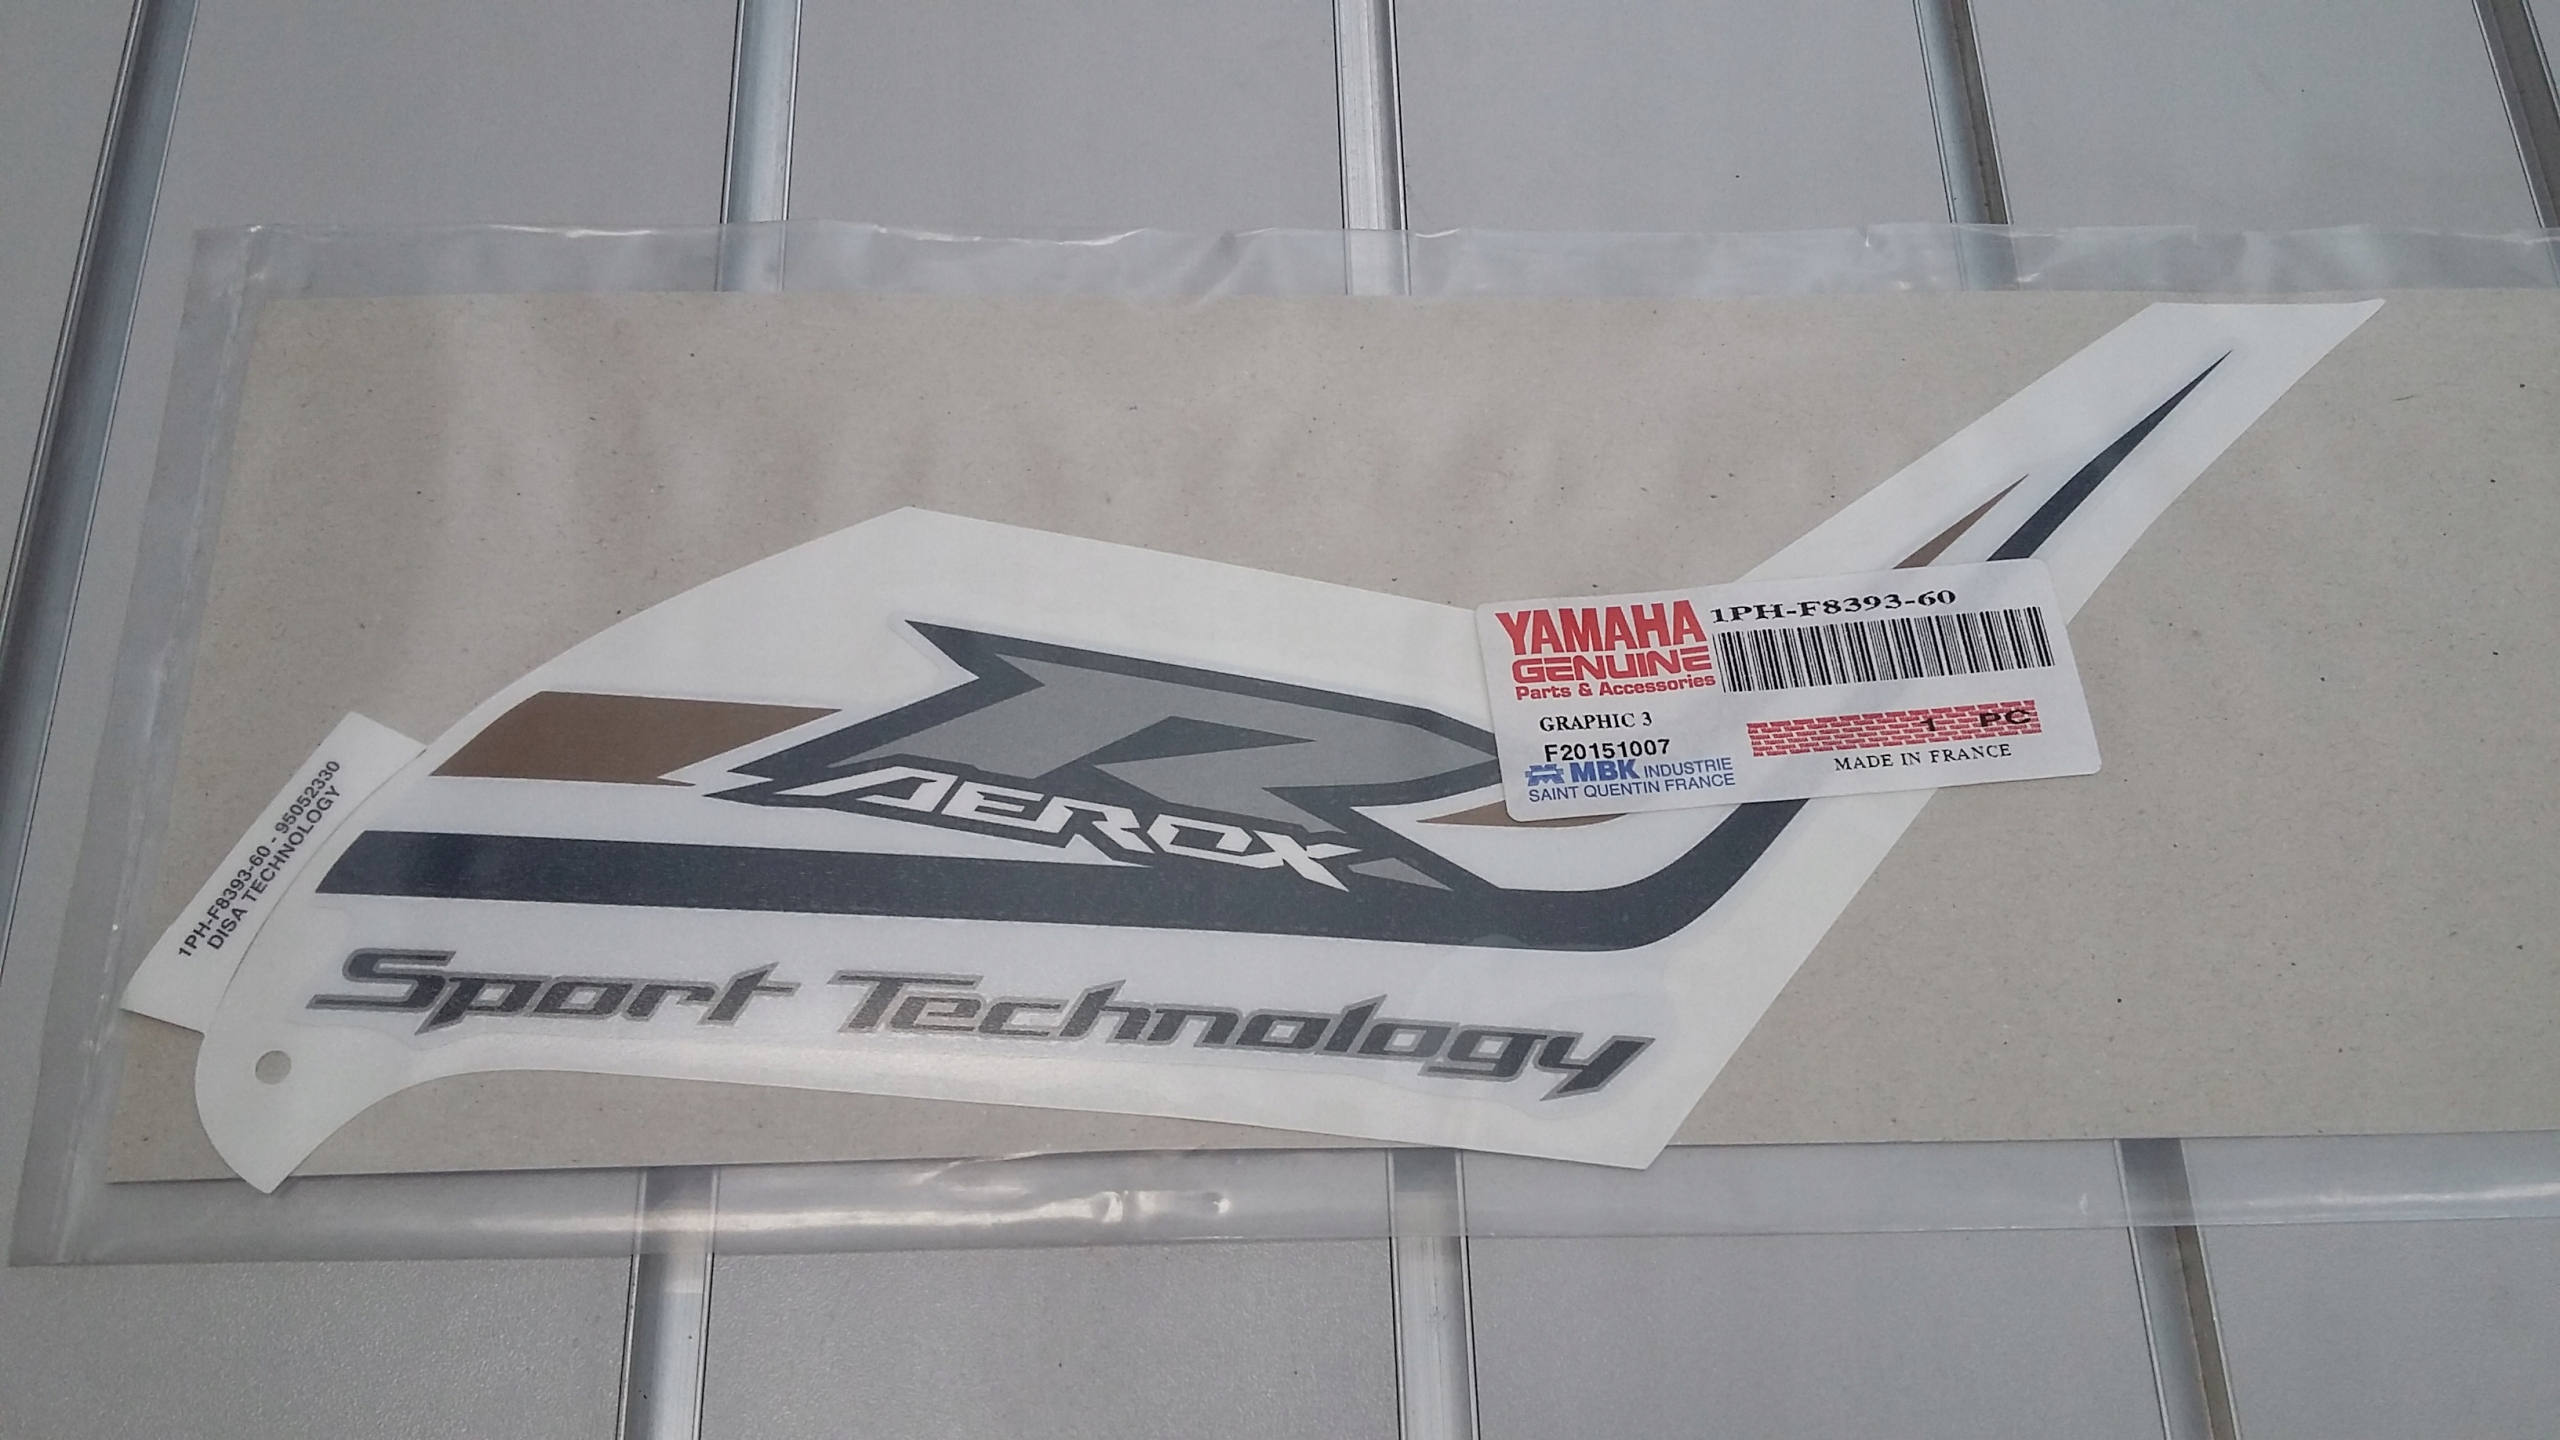 YAMAHA
GENUINE
Parts & Accessories
1PH-F8393-60
GRAPHIC 3
F20151007
1 PC
MBK INDUSTRIE
SAINT QUENTIN FRANCE
MADE IN FRANCE
R
AEROX
1PH-F8393-60 - 95052330
DISA TECHNOLOGY
Sport Technology